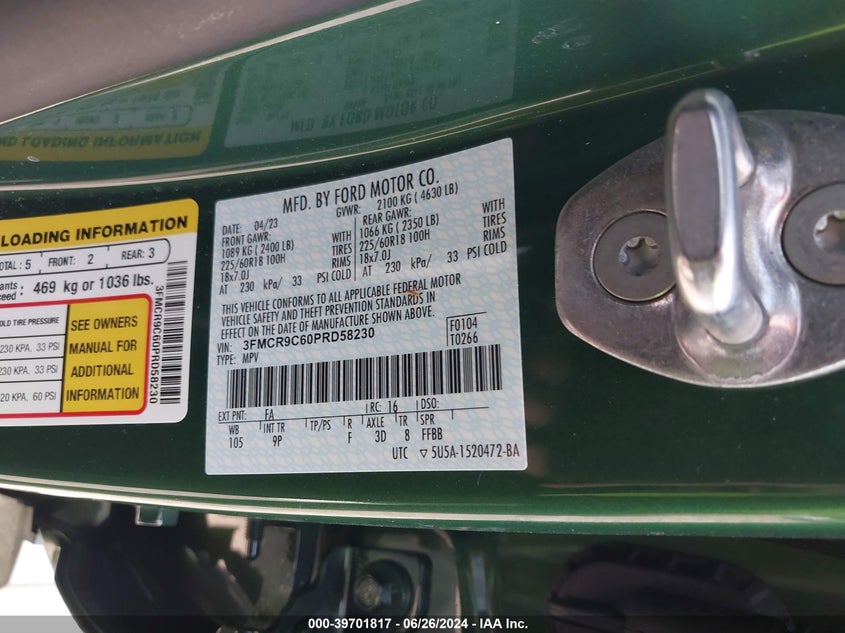 LOADING INFORMATION
TOTAL: 5 FRONT: 2 REAR: 3
469 kg or 1036 lbs.
OLD TIRE PRESSURE
230 KPA, 33 PSI
230 KPA, 33 PSI
420 KPA, 60 PSI
SEE OWNERS
MANUAL FOR
ADDITIONAL
INFORMATION
3FMCR9C60PRD58230
MFD. BY FORD MOTOR CO.
DATE: 04/23 GVWR: 2100 KG ( 4630 LB)
FRONT GAWR: WITH REAR GAWR: WITH
1089 KG ( 2400 LB) TIRES 1066 KG ( 2350 LB) TIRES
225/60R18 100H RIMS 225/60R18 100H RIMS
18x7.0J 18x7.0J
AT 230 kPa/ 33 PSI COLD AT 230 kPa/ 33 PSI COLD
THIS VEHICLE CONFORMS TO ALL APPLICABLE FEDERAL MOTOR
VEHICLE SAFETY AND THEFT PREVENTION STANDARDS IN
EFFECT ON THE DATE OF MANUFACTURE SHOWN ABOVE.
VIN: 3FMCR9C60PRD58230 F0104
TYPE: MPV T0266
EXT PNT: FA RC: 16 DSO:
WB INT TR TP/PS R AXLE TR SPR
105 9P F 3D 8 FFBB
UTC ▽ 5U5A-1520472-BA
000-39701817 - 06/26/2024 - IAA Inc.